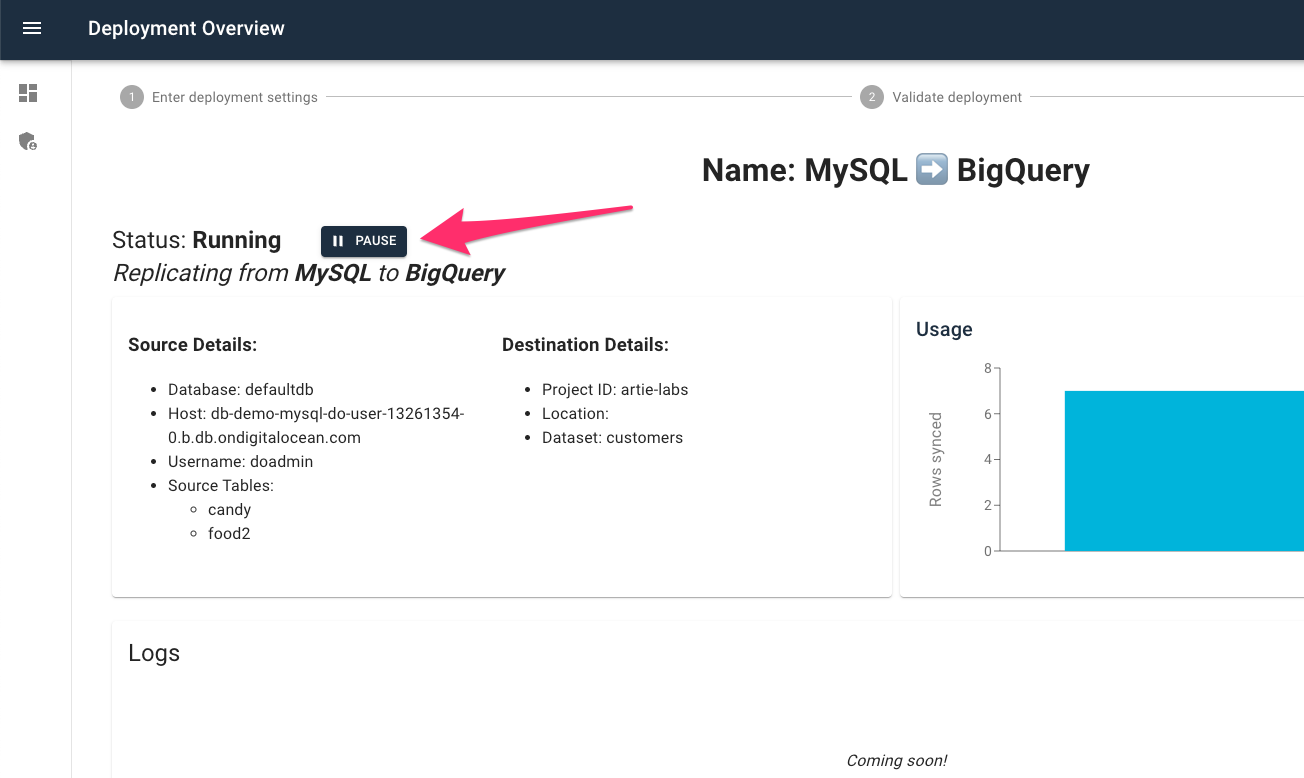 Deployment Overview
1 Enter deployment settings
2 Validate deployment
Name: MySQL ➡️ BigQuery
Status: Running
PAUSE
Replicating from MySQL to BigQuery
Source Details:
Database: defaultdb
Host: db-demo-mysql-do-user-13261354-
0.b.db.ondigitalocean.com
Username: doadmin
Source Tables:
candy
food2
Destination Details:
Project ID: artie-labs
Location:
Dataset: customers
Usage
Rows synced
8
6
4
2
0
Logs
Coming soon!